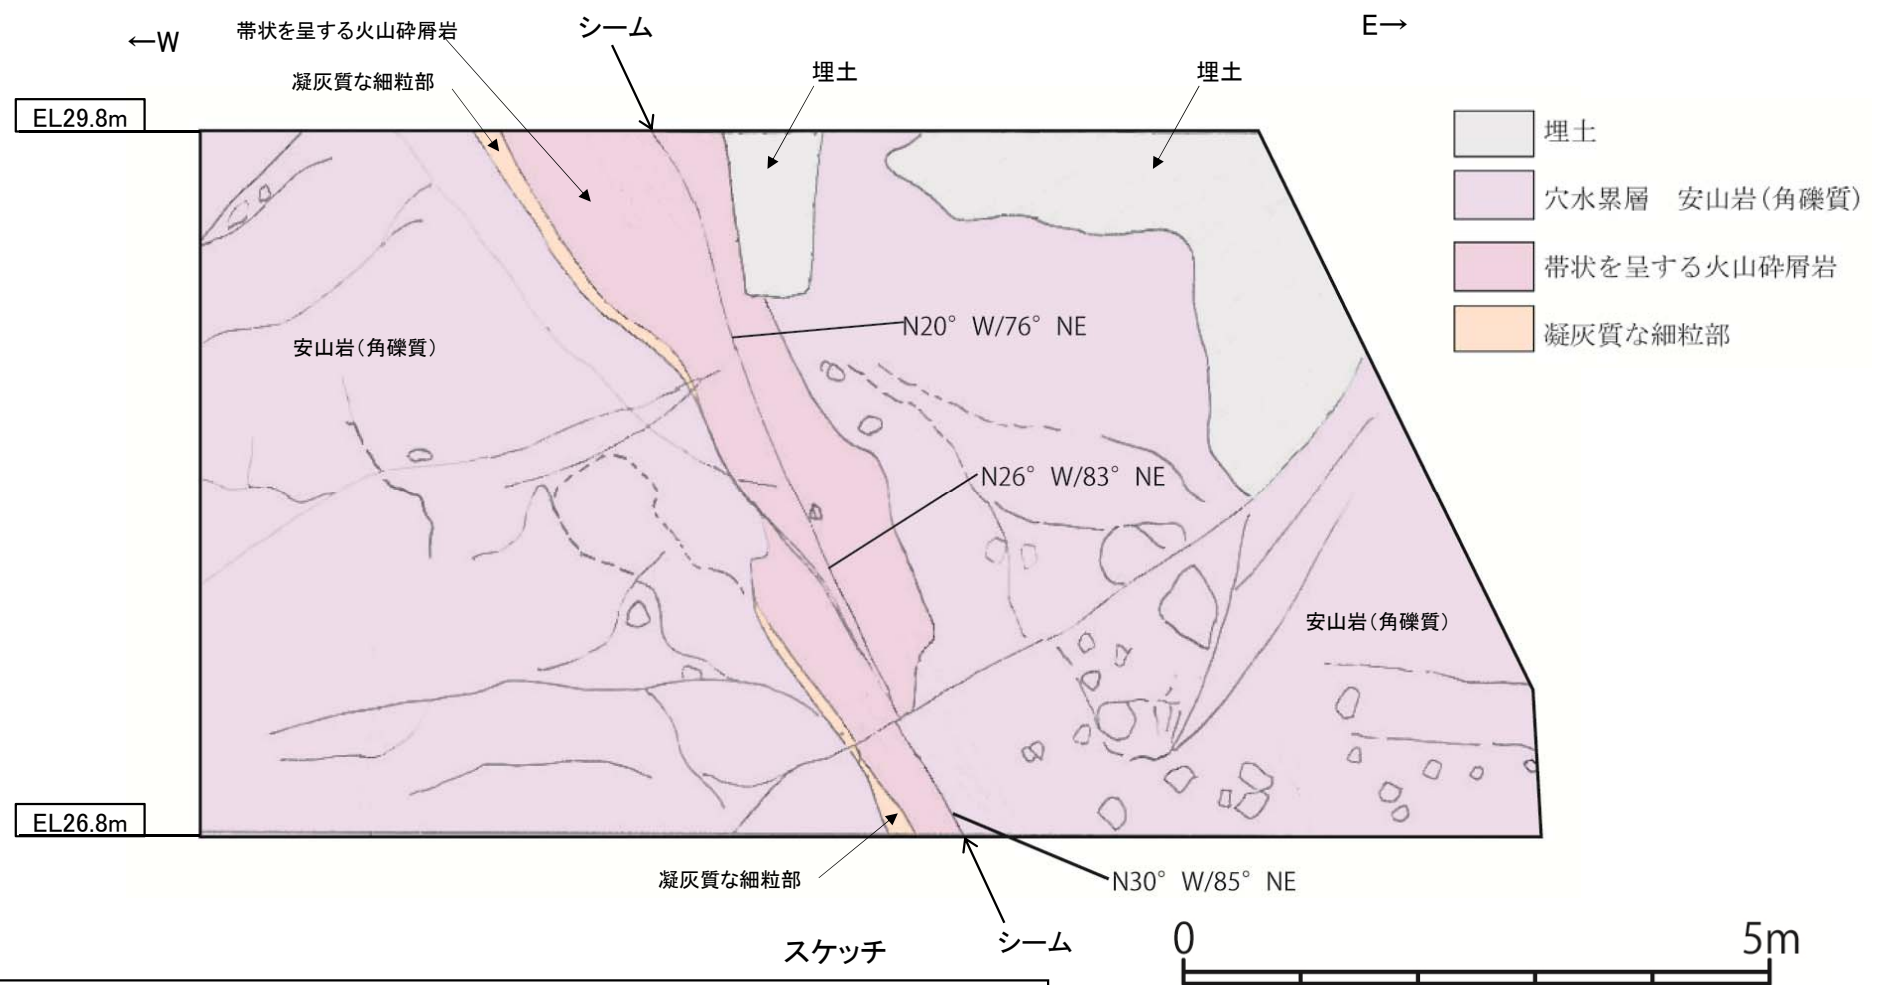 帯状を呈する火山砕屑岩
シーム
E→
←W
凝灰質な細粒部
埋土
埋土
EL29.8m
埋土
穴水累層 安山岩(角礫質)
帯状を呈する火山砕屑岩
凝灰質な細粒部
N20° W/76° NE
安山岩(角礫質)
N26° W/83° NE
安山岩(角礫質)
EL26.8m
凝灰質な細粒部
N30° W/85° NE
スケッチ
シーム
0
5m